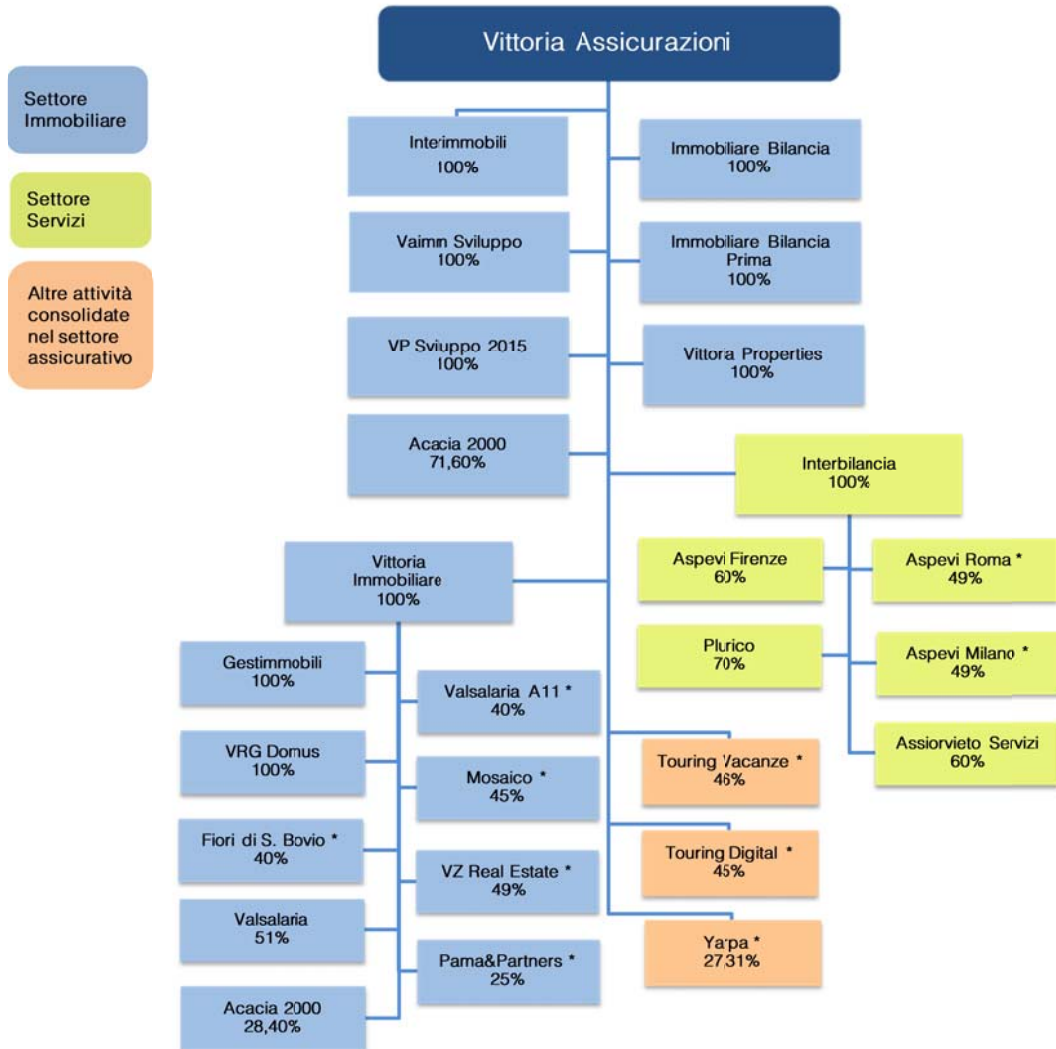 Vittoria Assicurazioni
Settore
Immobiliare
Settore
Servizi
Altre attività
consolidate
nel settore
assicurativo
Interimmobili
100%
Immobiliare Bilancia
100%
Vaimm Sviluppo
100%
Immobiliare Bilancia
Prima
100%
VP Sviluppo 2015
100%
Vittoria Properties
100%
Acacia 2000
71,60%
Interbilancia
100%
Aspevi Firenze
60%
Aspevi Roma *
49%
Plurico
70%
Aspevi Milano *
49%
Assiorvieto Servizi
60%
Vittoria
Immobiliare
100%
Gestimmobili
100%
Valsalaria A11 *
40%
VRG Domus
100%
Mosaico *
45%
Fiori di S. Bovio *
40%
VZ Real Estate *
49%
Valsalaria
51%
Pama&Partners *
25%
Acacia 2000
28,40%
Touring Vacanze *
46%
Touring Digital *
45%
Yarpa *
27,31%